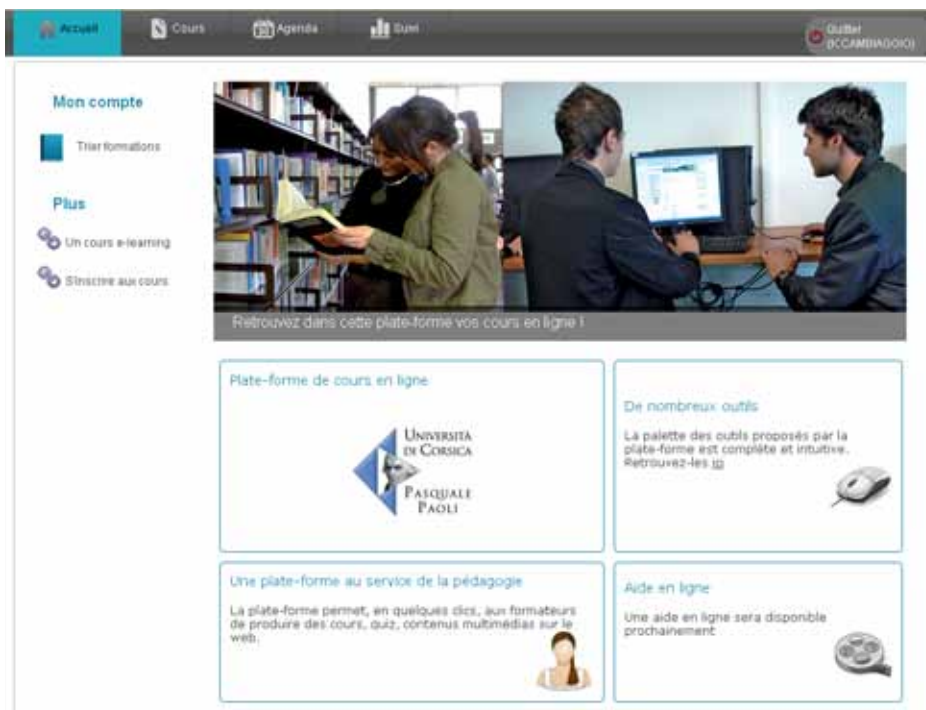 Accueil
Cours
Agenda
Suivi
Quitter
Mon compte
Trier formations
Plus
Un cours e-learning
S'inscrire aux cours
Retrouvez dans cette plate-forme vos cours en ligne !
Plate-forme de cours en ligne
UNIVERSITÀ
DI CORSICA
PASQUALE
PAOLI
De nombreux outils
La palette des outils proposés par la
plate-forme est complète et intuitive.
Retrouvez-les ici
Une plate-forme au service de la pédagogie
La plate-forme permet, en quelques clics, aux formateurs
de produire des cours, quiz, contenus multimédias sur le
web.
Aide en ligne
Une aide en ligne sera disponible
prochainement